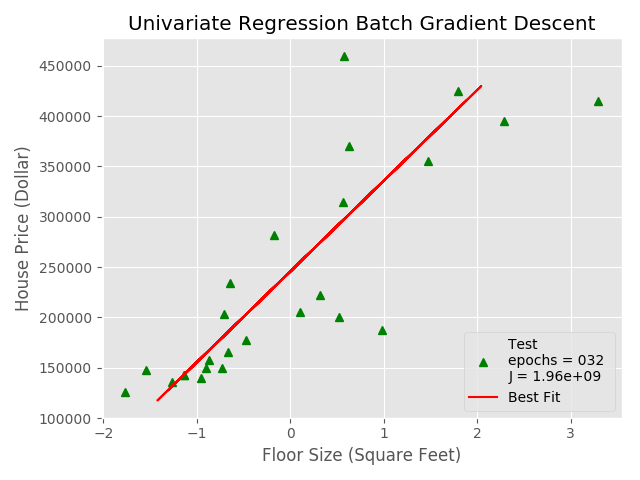 Univariate Regression Batch Gradient Descent
House Price (Dollar)
450000
400000
350000
300000
250000
200000
150000
100000
Test
epochs = 032
J = 1.96e+09
Best Fit
−2
−1
0
1
2
3
Floor Size (Square Feet)